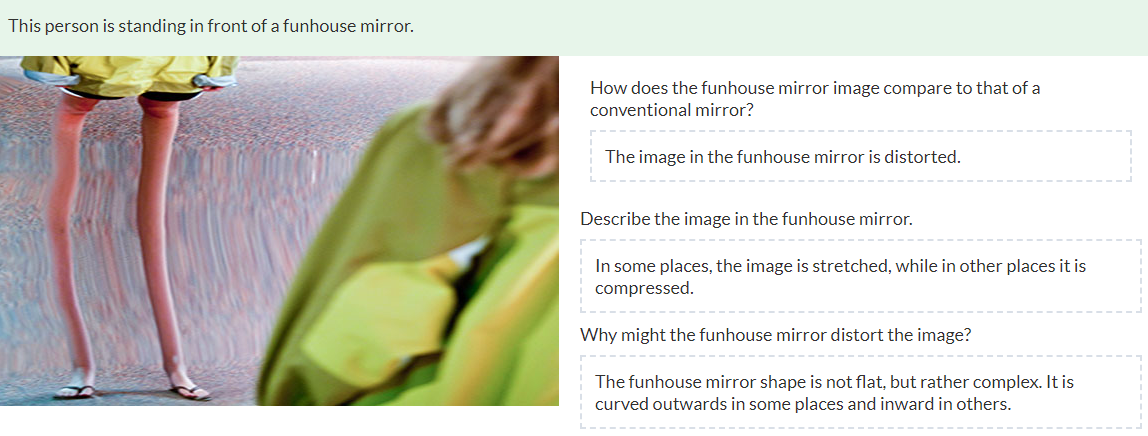 This person is standing in front of a funhouse mirror.
How does the funhouse mirror image compare to that of a
conventional mirror?
The image in the funhouse mirror is distorted.
Describe the image in the funhouse mirror.
In some places, the image is stretched, while in other places it is
compressed.
Why might the funhouse mirror distort the image?
The funhouse mirror shape is not flat, but rather complex. It is
curved outwards in some places and inward in others.